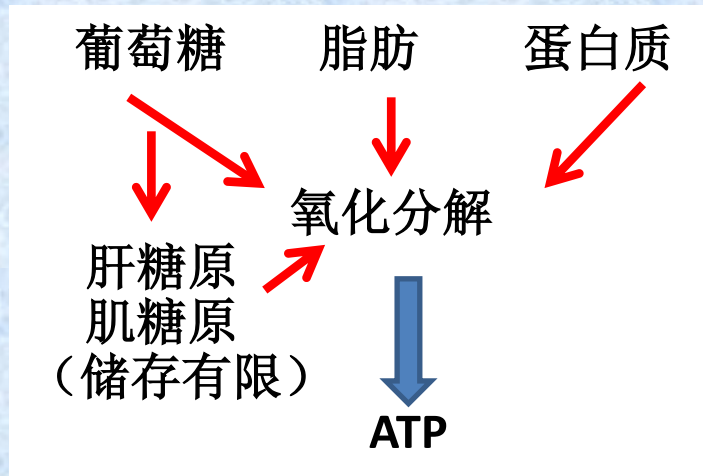 葡萄糖 脂肪 蛋白质
氧化分解
肝糖原
肌糖原
（储存有限）
ATP